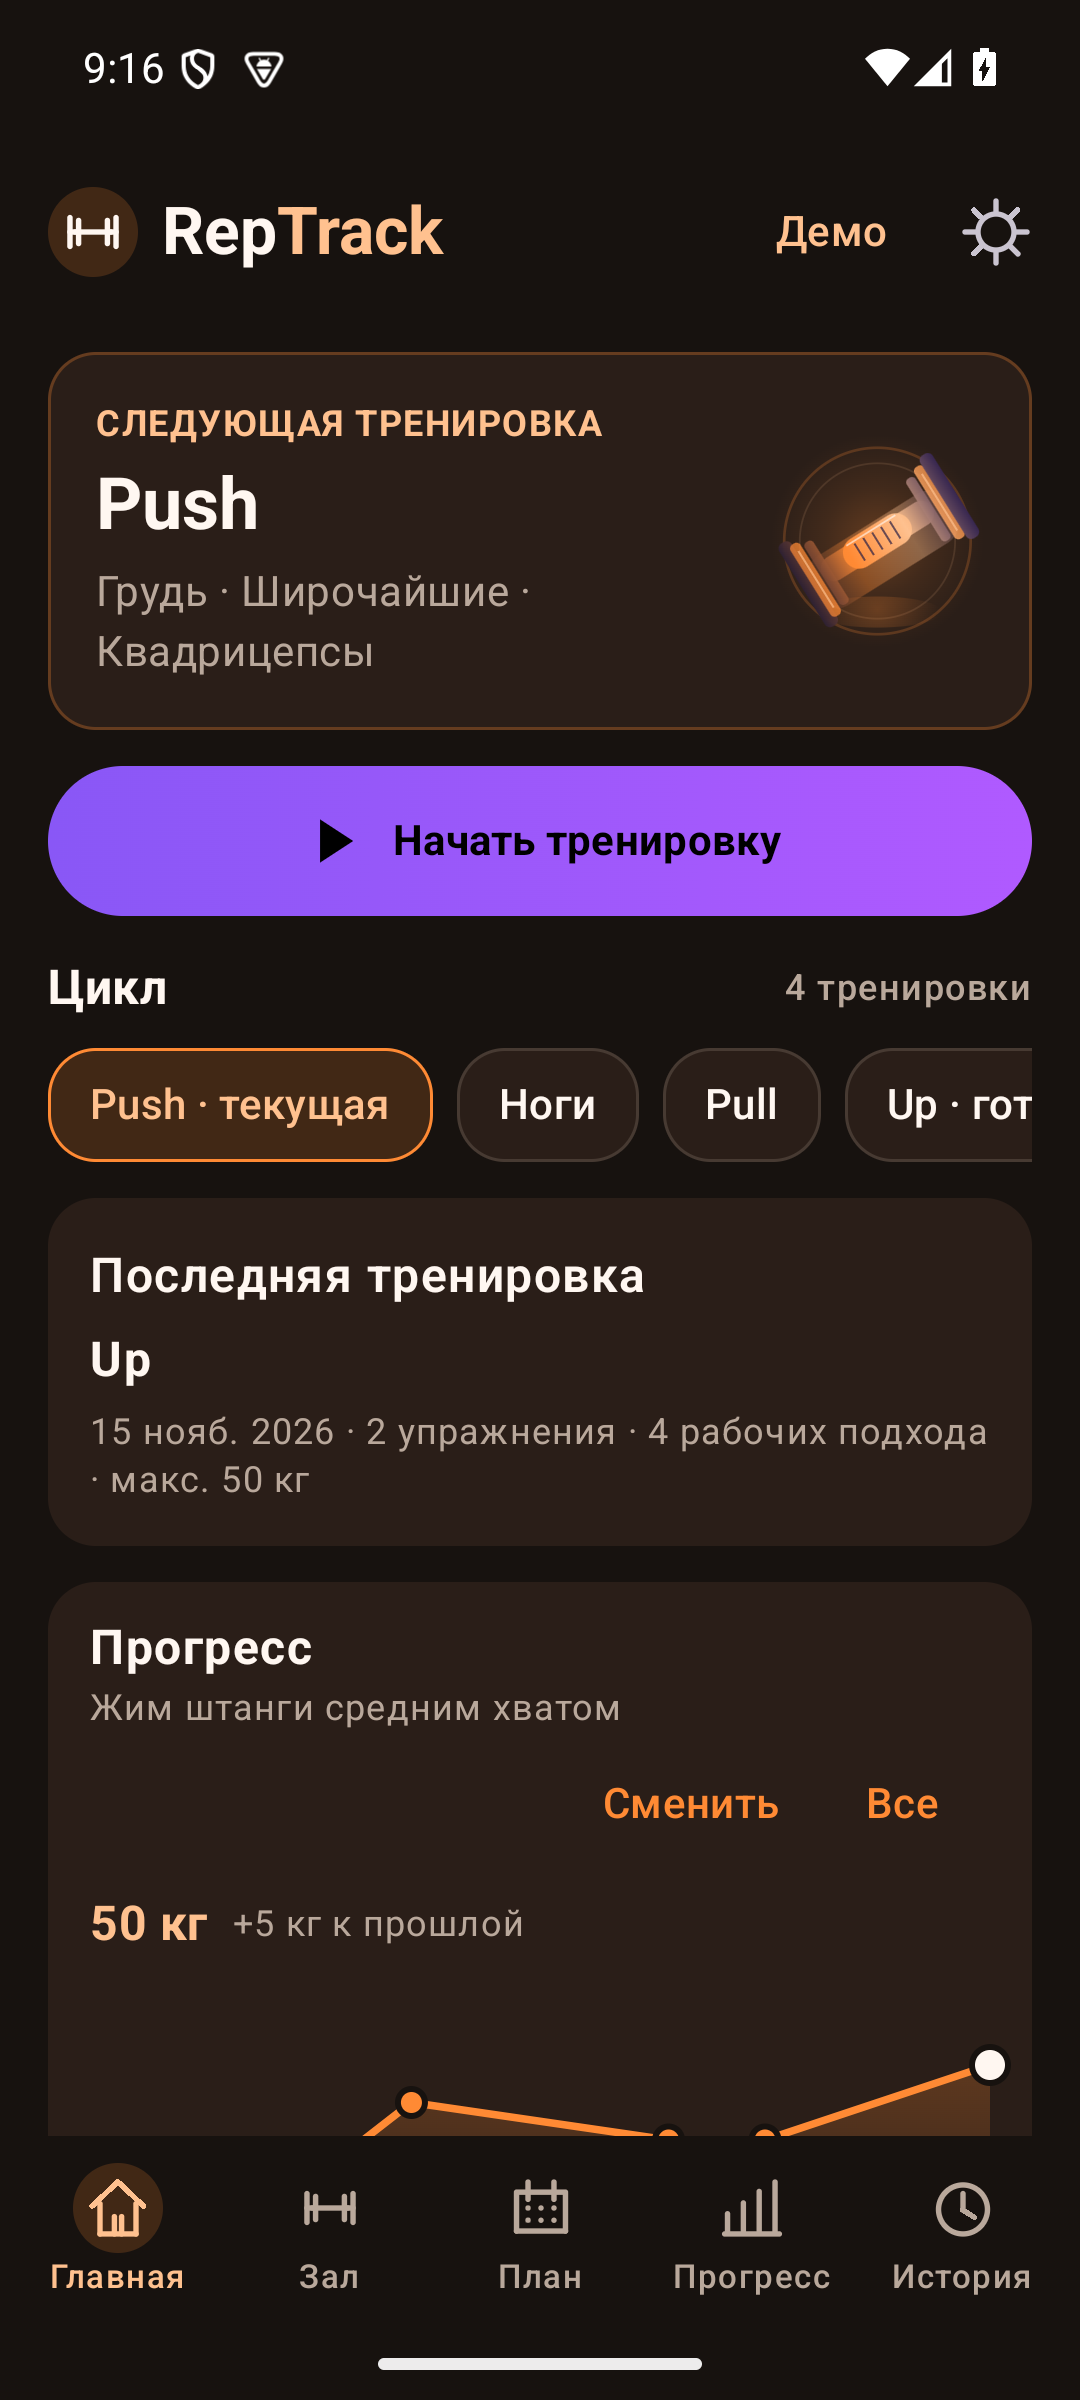 9:16
RepTrack
Демо
СЛЕДУЮЩАЯ ТРЕНИРОВКА
Push
Грудь · Широчайшие ·
Квадрицепсы
Начать тренировку
Цикл
4 тренировки
Push · текущая
Ноги
Pull
Up · гот
Последняя тренировка
Up
15 нояб. 2026 · 2 упражнения · 4 рабочих подхода
· макс. 50 кг
Прогресс
Жим штанги средним хватом
Сменить
Все
50 кг +5 кг к прошлой
Главная
Зал
План
Прогресс
История